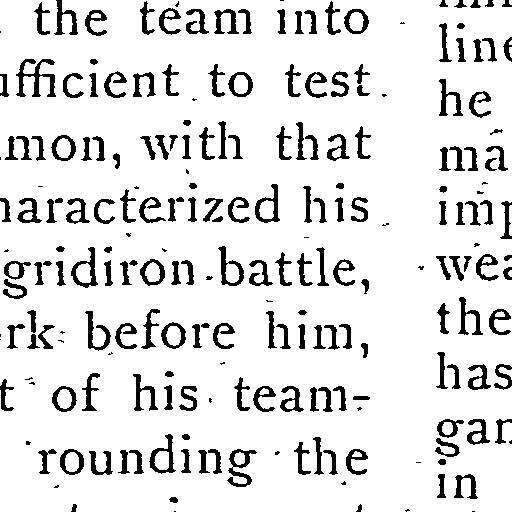 the team into
ufficient to test
mon, with that
haracterized his
gridiron battle,
rk before him,
t of his team-
rounding the
line
he
ma
imp
wea
the
has
gam
in